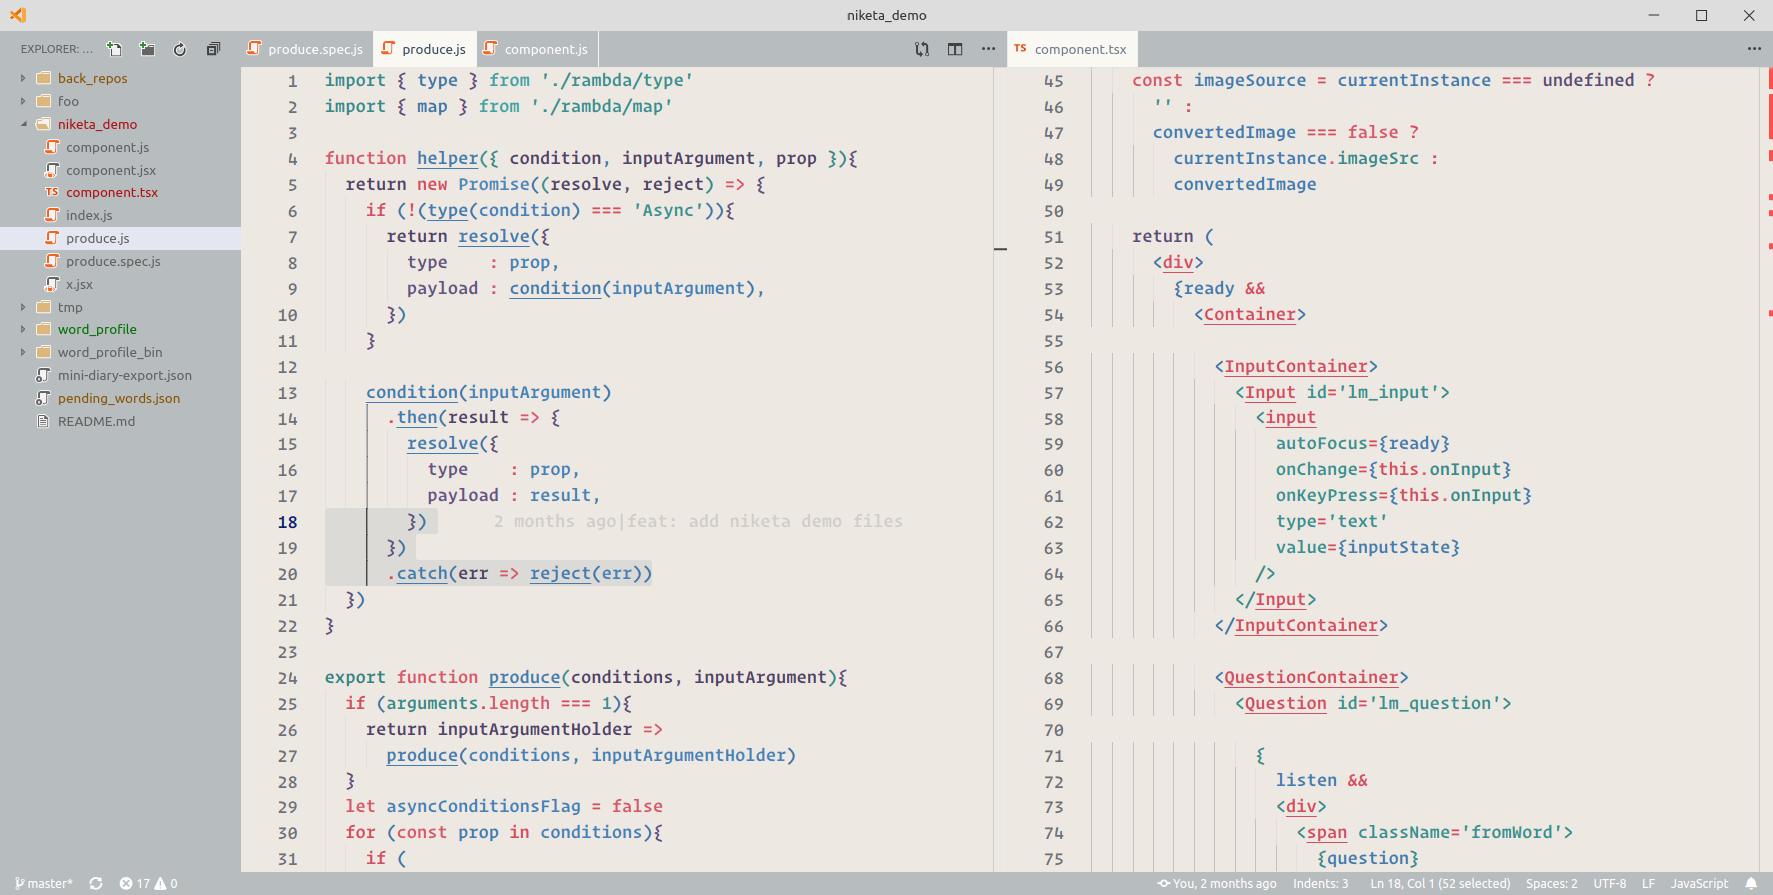 niketa_demo
EXPLORER: ...
produce.spec.js
produce.js
component.js
TS component.tsx
back_repos
foo
niketa_demo
component.js
component.jsx
TS component.tsx
index.js
produce.js
produce.spec.js
x.jsx
tmp
word_profile
word_profile_bin
mini-diary-export.json
pending_words.json
README.md
1 import { type } from './rambda/type'
2 import { map } from './rambda/map'
3
4 function helper({ condition, inputArgument, prop }){
5 return new Promise((resolve, reject) => {
6 if (!(type(condition) === 'Async')){
7 return resolve({
8 type : prop,
9 payload : condition(inputArgument),
10 })
11 }
12
13 condition(inputArgument)
14 .then(result => {
15 resolve({
16 type : prop,
17 payload : result,
18 }) 2 months ago|feat: add niketa demo files
19 })
20 .catch(err => reject(err))
21 })
22 }
23
24 export function produce(conditions, inputArgument){
25 if (arguments.length === 1){
26 return inputArgumentHolder =>
27 produce(conditions, inputArgumentHolder)
28 }
29 let asyncConditionsFlag = false
30 for (const prop in conditions){
31 if (
45 const imageSource = currentInstance === undefined ?
46 '' :
47 convertedImage === false ?
48 currentInstance.imageSrc :
49 convertedImage
50
51 return (
52 <div>
53 {ready &&
54 <Container>
55
56 <InputContainer>
57 <Input id='lm_input'>
58 <input
59 autoFocus={ready}
60 onChange={this.onInput}
61 onKeyPress={this.onInput}
62 type='text'
63 value={inputState}
64 />
65 </Input>
66 </InputContainer>
67
68 <QuestionContainer>
69 <Question id='lm_question'>
70
71 {
72 listen &&
73 <div>
74 <span className='fromWord'>
75 {question}
master* 17 0 You, 2 months ago Indents: 3 Ln 18, Col 1 (52 selected) Spaces: 2 UTF-8 LF JavaScript